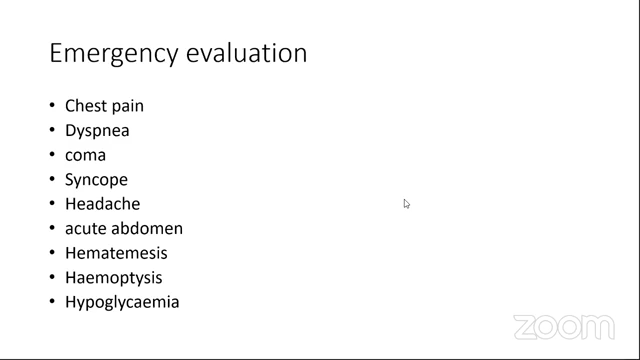 Emergency evaluation
• Chest pain
• Dyspnea
• coma
• Syncope
• Headache
• acute abdomen
• Hematemesis
• Haemoptysis
• Hypoglycaemia
zoom